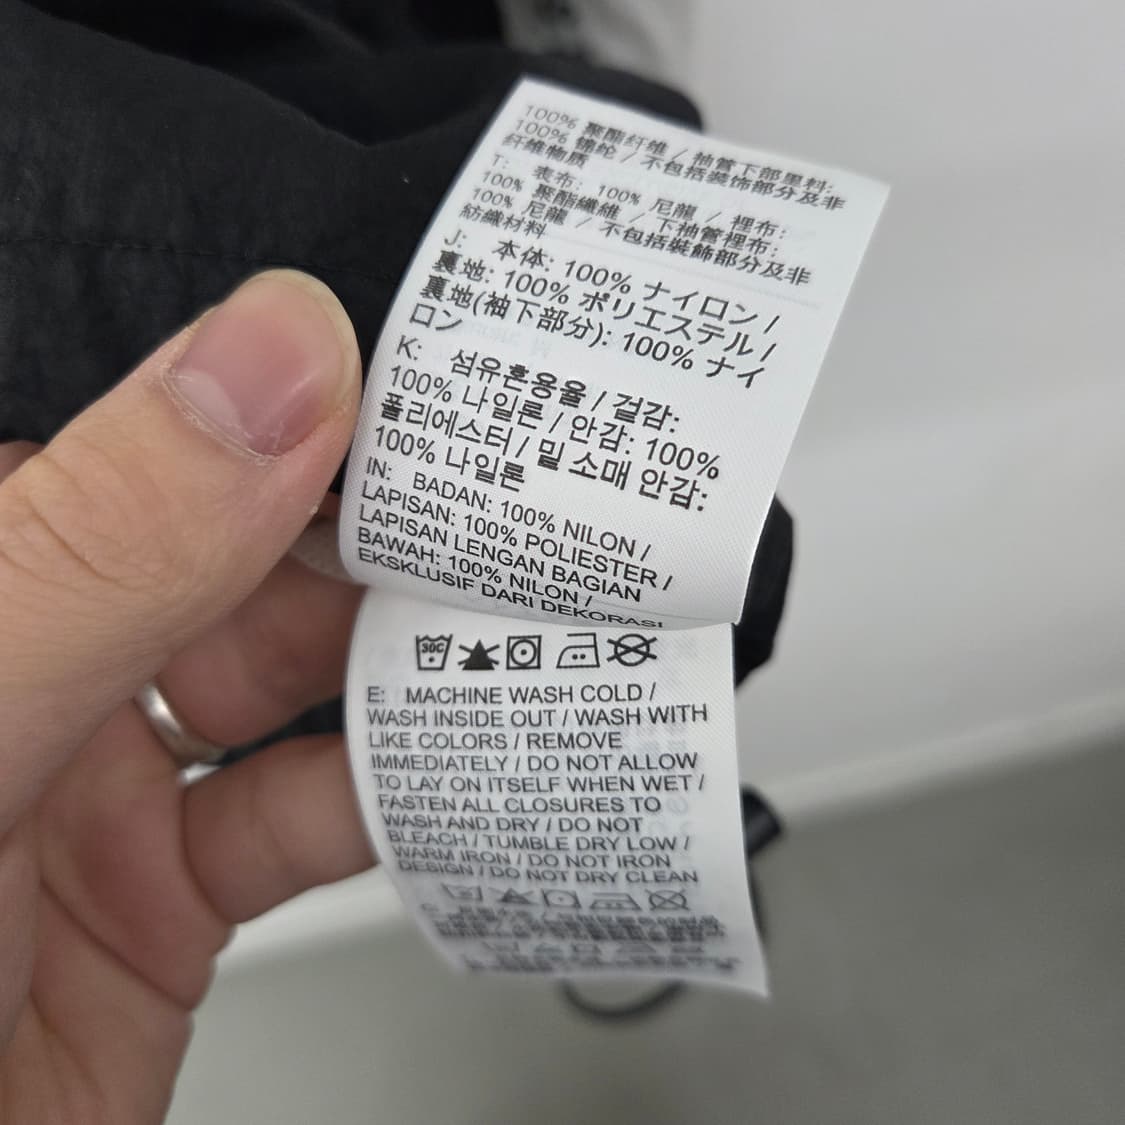 100% 聚酯纤维 / 袖管下部里料:
100% 锦纶 / 不包括装饰部分及非
纤维物质
T: 表布: 100% 尼龍 / 裡布:
100% 聚酯纖維 / 下袖管裡布:
100% 尼龍 / 不包括裝飾部分及非
紡織材料
J: 本体: 100% ナイロン /
裏地: 100% ポリエステル /
裏地(袖下部分): 100% ナイ
ロン
K: 섬유혼용율 / 겉감:
100% 나일론 / 안감: 100%
폴리에스터 / 밑 소매 안감:
100% 나일론
IN: BADAN: 100% NILON /
LAPISAN: 100% POLIESTER /
LAPISAN LENGAN BAGIAN
BAWAH: 100% NILON /
EKSKLUSIF DARI DEKORASI
30C
E: MACHINE WASH COLD /
WASH INSIDE OUT / WASH WITH
LIKE COLORS / REMOVE
IMMEDIATELY / DO NOT ALLOW
TO LAY ON ITSELF WHEN WET /
FASTEN ALL CLOSURES TO
WASH AND DRY / DO NOT
BLEACH / TUMBLE DRY LOW /
WARM IRON / DO NOT IRON
DESIGN / DO NOT DRY CLEAN